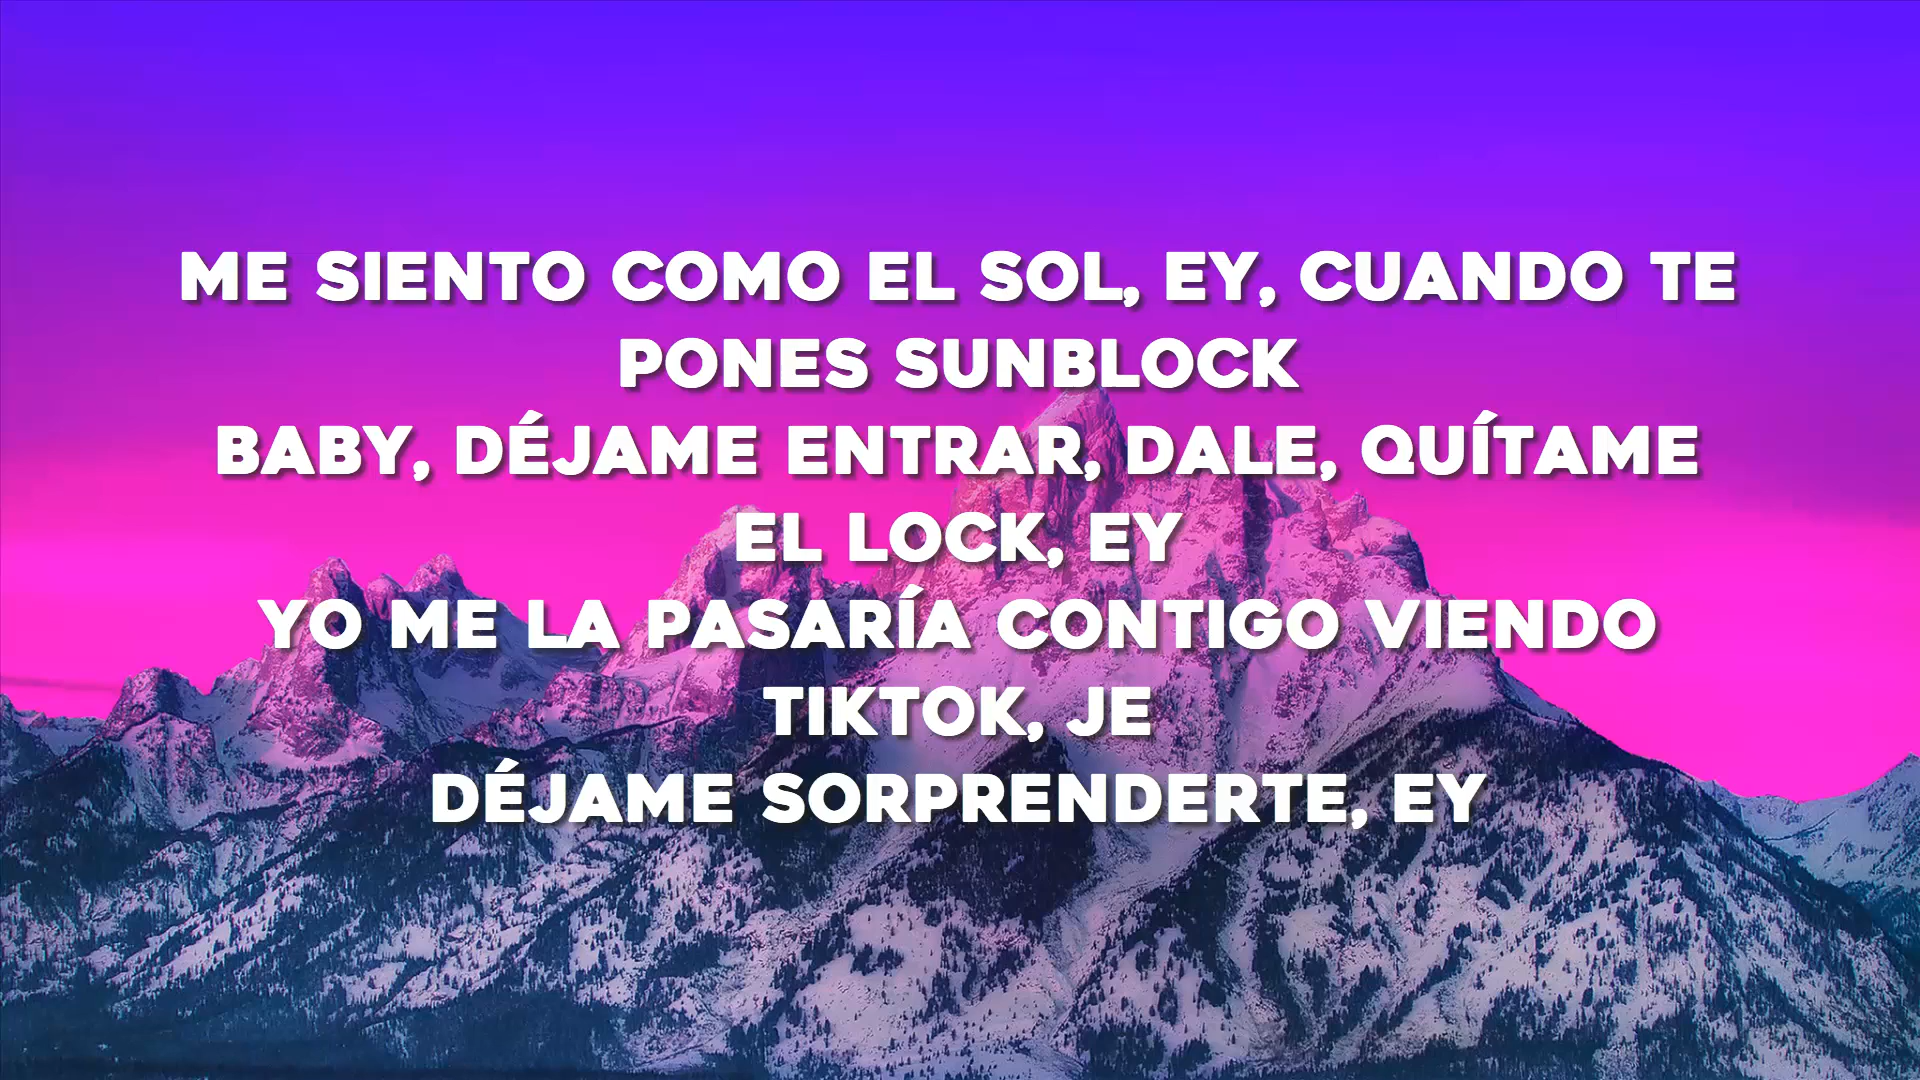 ME SIENTO COMO EL SOL, EY, CUANDO TE
PONES SUNBLOCK
BABY, DÉJAME ENTRAR, DALE, QUÍTAME
EL LOCK, EY
YO ME LA PASARÍA CONTIGO VIENDO
TIKTOK, JE
DÉJAME SORPRENDERTE, EY